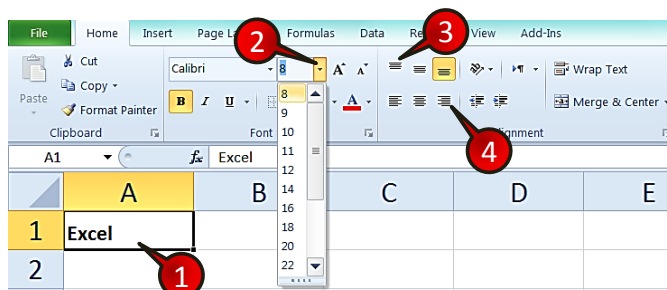 File Home Insert Page La Formulas Data Re View Add-Ins
Cut
Copy
Format Painter
Paste
Clipboard
Calibri 8
A A
B I U A
Font
Wrap Text
Merge & Center
nment
A1 fx Excel
A B C D E
1 Excel
2
8
9
10
11
12
14
16
18
20
22
1
2
3
4